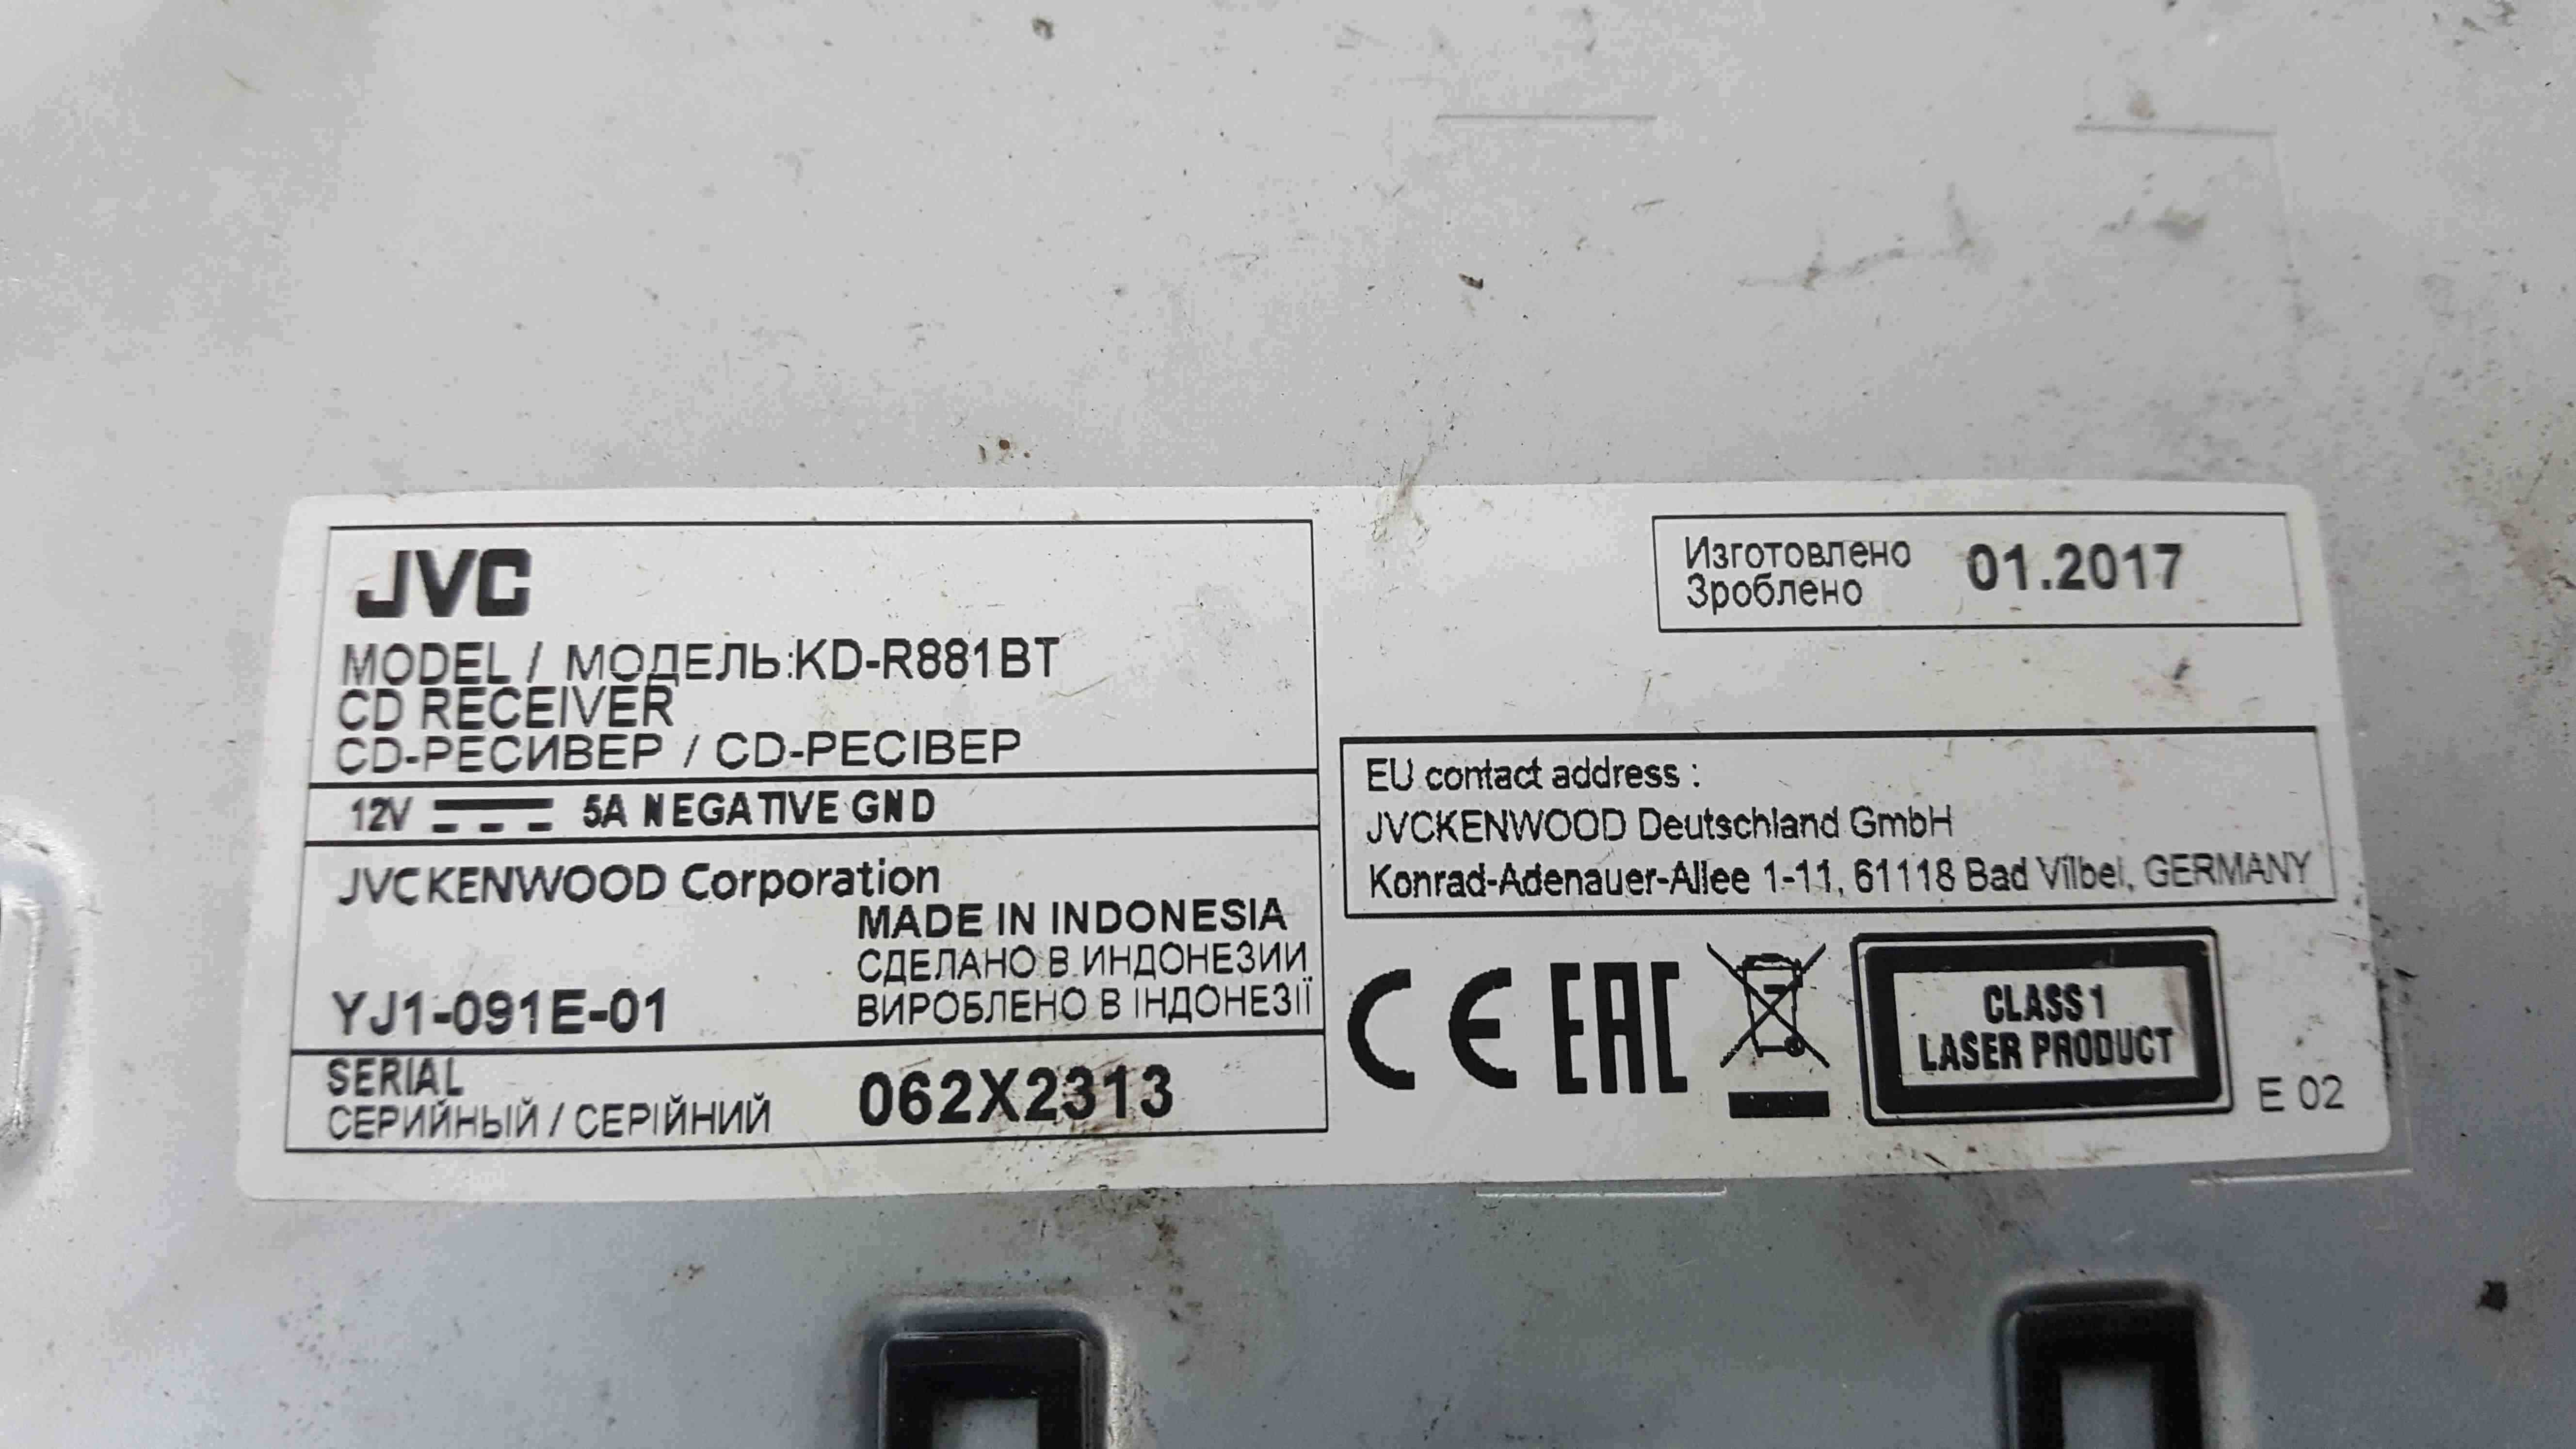 JVC
MODEL / МОДЕЛЬ:KD-R881BT
CD RECEIVER
CD-РЕСИВЕР / CD-РЕСІВЕР
12V 5A NEGATIVE GND
JVCKENWOOD Corporation
MADE IN INDONESIA
СДЕЛАНО В ИНДОНЕЗИИ
ВИРОБЛЕНО В ІНДОНЕЗІЇ
YJ1-091E-01
SERIAL
СЕРИЙНЫЙ / СЕРІЙНИЙ
062X2313
Изготовлено
Зроблено
01.2017
EU contact address :
JVCKENWOOD Deutschland GmbH
Konrad-Adenauer-Allee 1-11, 61118 Bad Vilbel, GERMANY
CE EAC
CLASS 1
LASER PRODUCT
E 02